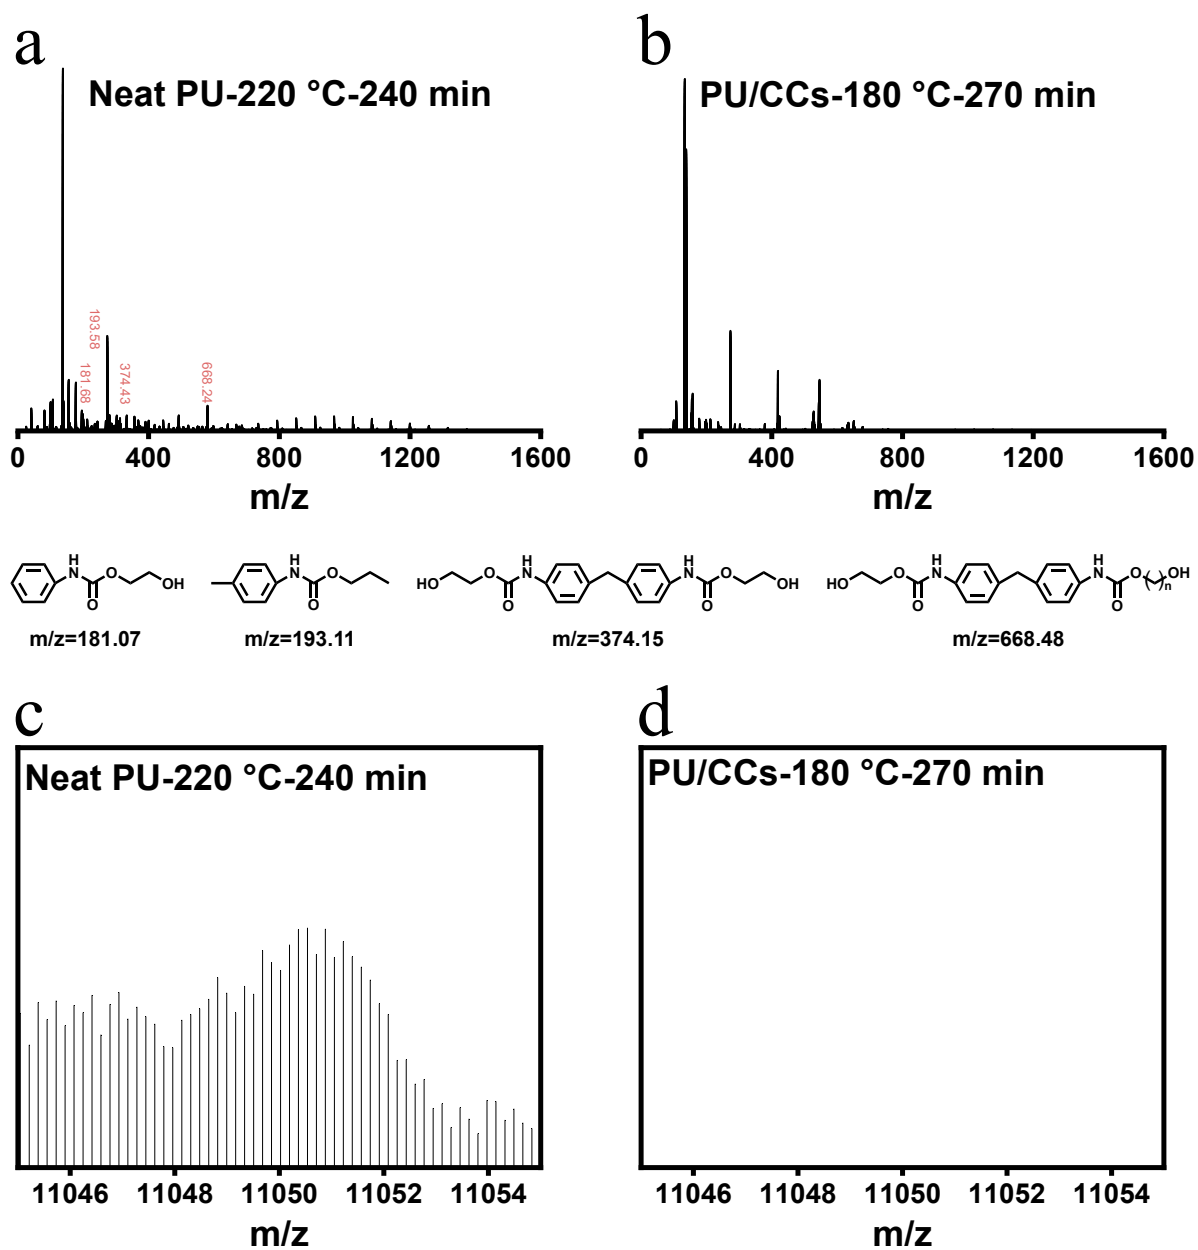 a
Neat PU-220 °C-240 min
193.58
181.68
374.43
668.24
0 400 800 1200 1600
m/z
b
PU/CCs-180 °C-270 min
0 400 800 1200 1600
m/z
H
N O OH
O
m/z=181.07
H
N O
O
m/z=193.11
HO O H N H N O OH
O O
m/z=374.15
HO O H N H N O ( ) n OH
O O
m/z=668.48
c
Neat PU-220 °C-240 min
11046 11048 11050 11052 11054
m/z
d
PU/CCs-180 °C-270 min
11046 11048 11050 11052 11054
m/z